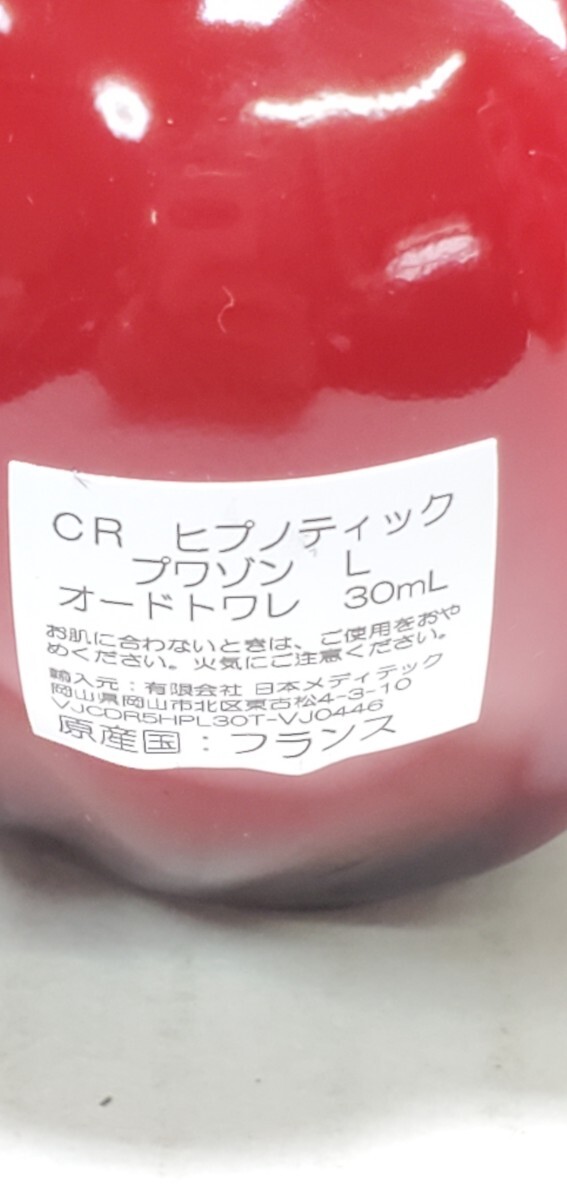 CR ヒプノティック
プワゾン L
オードトワレ 30mL
お肌に合わないときは、ご使用をおや
めください。火気にご注意ください。
輸入元：有限会社 日本メディテック
岡山県岡山市北区東古松4-3-10
VJCDR5HPL30T-VJ0446
原産国：フランス